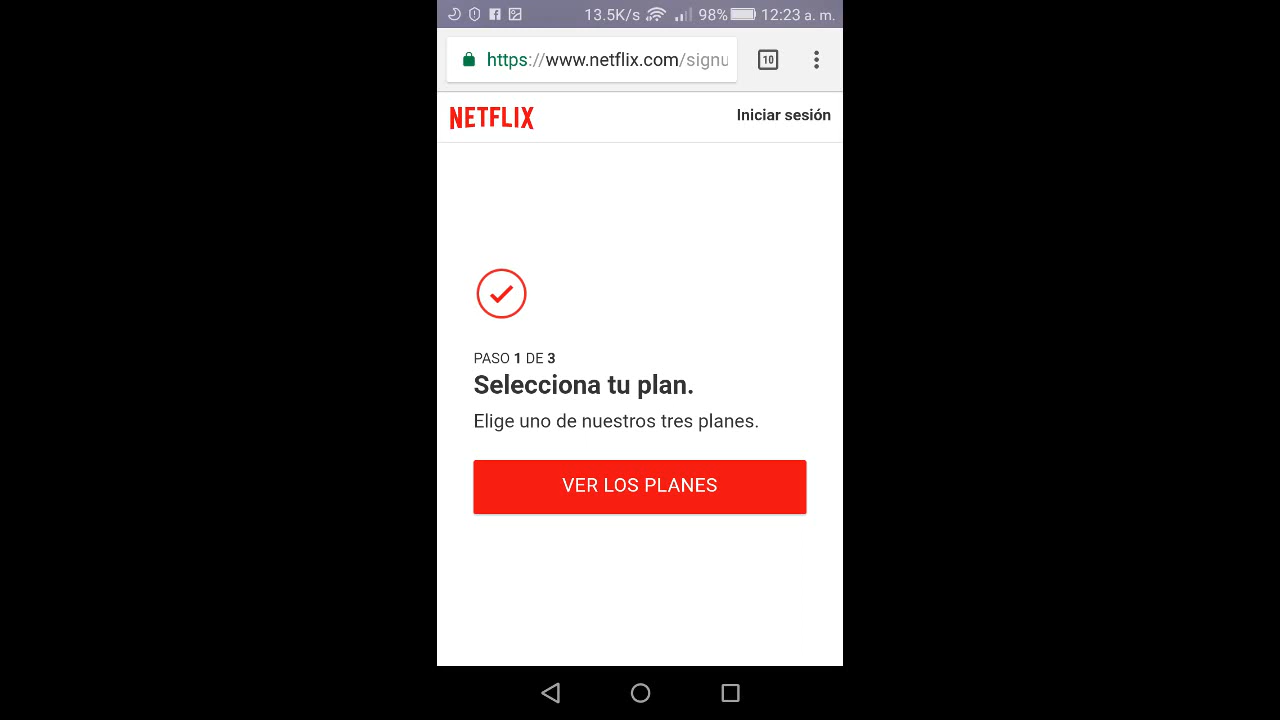 13.5K/s 98% 12:23 a. m.
https://www.netflix.com/signu
10
NETFLIX
Iniciar sesión
PASO 1 DE 3
Selecciona tu plan.
Elige uno de nuestros tres planes.
VER LOS PLANES